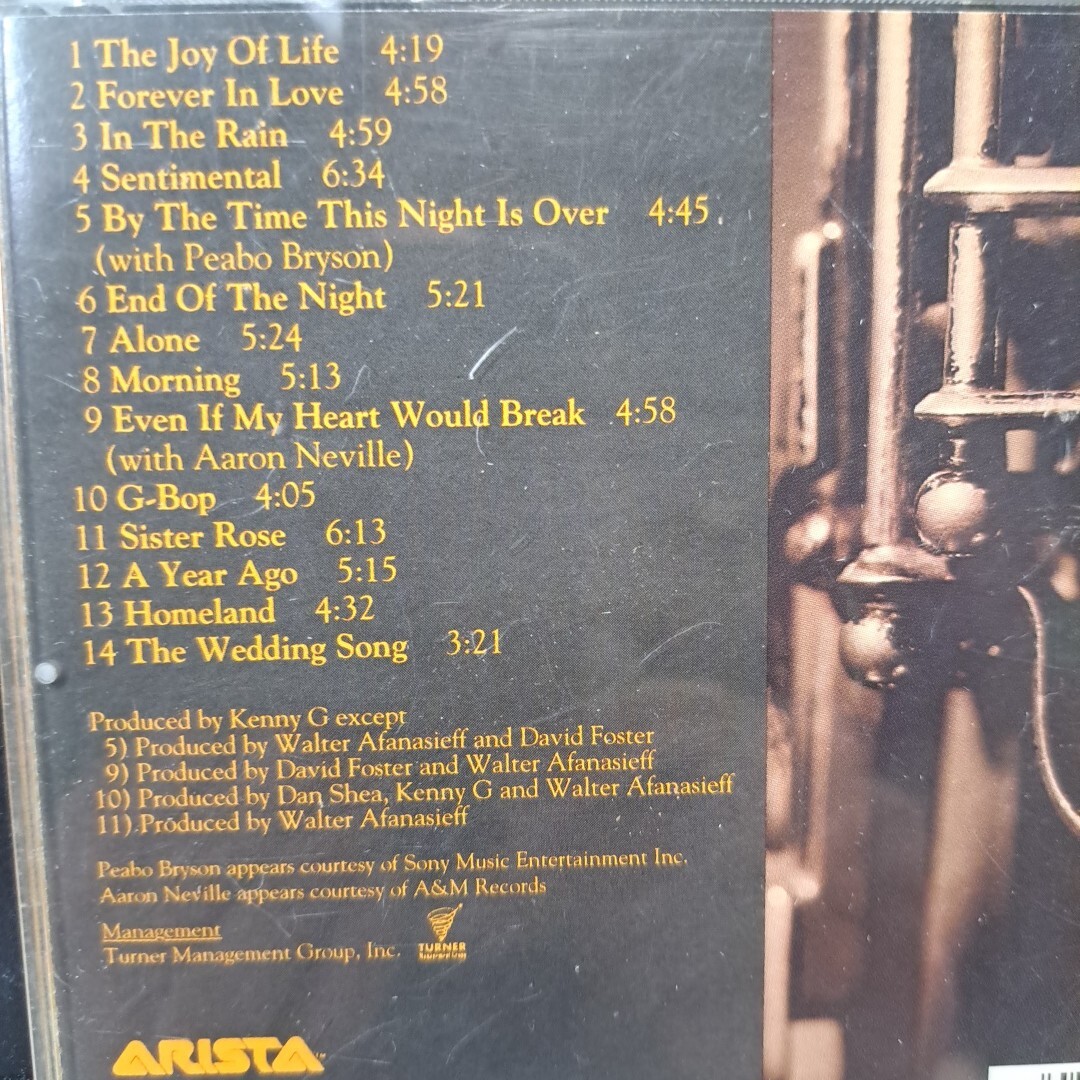 1 The Joy Of Life 4:19
2 Forever In Love 4:58
3 In The Rain 4:59
4 Sentimental 6:34
5 By The Time This Night Is Over 4:45
(with Peabo Bryson)
6 End Of The Night 5:21
7 Alone 5:24
8 Morning 5:13
9 Even If My Heart Would Break 4:58
(with Aaron Neville)
10 G-Bop 4:05
11 Sister Rose 6:13
12 A Year Ago 5:15
13 Homeland 4:32
14 The Wedding Song 3:21
Produced by Kenny G except
5) Produced by Walter Afanasieff and David Foster
9) Produced by David Foster and Walter Afanasieff
10) Produced by Dan Shea, Kenny G and Walter Afanasieff
11) Produced by Walter Afanasieff
Peabo Bryson appears courtesy of Sony Music Entertainment Inc.
Aaron Neville appears courtesy of A&M Records
Management
Turner Management Group, Inc.
TURNER
ARISTA